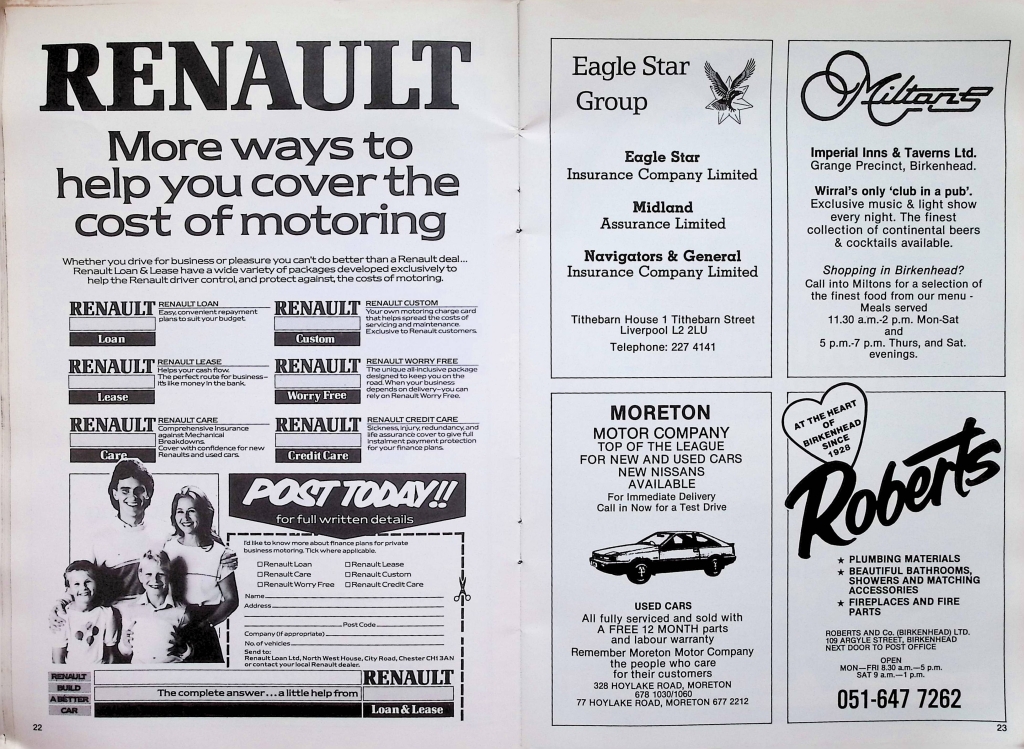 RENAULT
More ways to
help you cover the
cost of motoring
Whether you drive for business or pleasure you can't do better than a Renault deal...
Renault Loan & Lease have a wide variety of packages developed exclusively to
help the Renault driver control, and protect against, the costs of motoring.
RENAULT
Loan
RENAULT LOAN
Easy, convenient repayment
plans to suit your budget.
RENAULT
Custom
RENAULT CUSTOM
Your own motoring charge card
that helps spread the costs of
servicing and maintenance.
Exclusive to Renault customers.
RENAULT
Lease
RENAULT LEASE
Helps your cash flow.
The perfect route for business–
it's like money in the bank.
RENAULT
Worry Free
RENAULT WORRY FREE
The unique all-inclusive package
designed to keep you on the
road. When your business
depends on delivery–you can
rely on Renault Worry Free.
RENAULT
Care
RENAULT CARE
Comprehensive Insurance
against Mechanical
Breakdowns.
Cover with confidence for new
Renaults and used cars.
RENAULT
Credit Care
RENAULT CREDIT CARE
Sickness, injury, redundancy, and
life assurance cover to give full
instalment payment protection
for your finance plans.
POST TODAY!!
for full written details
I'd like to know more about finance plans for private
business motoring. Tick where applicable.
Renault Loan Renault Lease
Renault Care Renault Custom
Renault Worry Free Renault Credit Care
Name
Address
Post Code
Company (if appropriate)
No. of vehicles
Send to:
Renault Loan Ltd, North West House, City Road, Chester CH1 3AN
or contact your local Renault dealer.
RENAULT
BUILD
A BETTER
CAR
The complete answer... a little help from
RENAULT
Loan & Lease
22
Eagle Star
Group
Eagle Star
Insurance Company Limited
Midland
Assurance Limited
Navigators & General
Insurance Company Limited
Tithebarn House 1 Tithebarn Street
Liverpool L2 2LU
Telephone: 227 4141
Miltons
Imperial Inns & Taverns Ltd.
Grange Precinct, Birkenhead.
Wirral's only 'club in a pub'.
Exclusive music & light show
every night. The finest
collection of continental beers
& cocktails available.
Shopping in Birkenhead?
Call into Miltons for a selection of
the finest food from our menu -
Meals served
11.30 a.m.-2 p.m. Mon-Sat
and
5 p.m.-7 p.m. Thurs, and Sat.
evenings.
MORETON
MOTOR COMPANY
TOP OF THE LEAGUE
FOR NEW AND USED CARS
NEW NISSANS
AVAILABLE
For Immediate Delivery
Call in Now for a Test Drive
USED CARS
All fully serviced and sold with
A FREE 12 MONTH parts
and labour warranty
Remember Moreton Motor Company
the people who care
for their customers
328 HOYLAKE ROAD, MORETON
678 1030/1060
77 HOYLAKE ROAD, MORETON 677 2212
AT THE HEART
OF
BIRKENHEAD
SINCE
1928
Roberts
★ PLUMBING MATERIALS
★ BEAUTIFUL BATHROOMS,
SHOWERS AND MATCHING
ACCESSORIES
★ FIREPLACES AND FIRE
PARTS
ROBERTS AND Co. (BIRKENHEAD) LTD.
109 ARGYLE STREET, BIRKENHEAD
NEXT DOOR TO POST OFFICE
OPEN
MON—FRI 8.30 a.m.—5 p.m.
SAT 9 a.m.—1 p.m.
051-647 7262
23